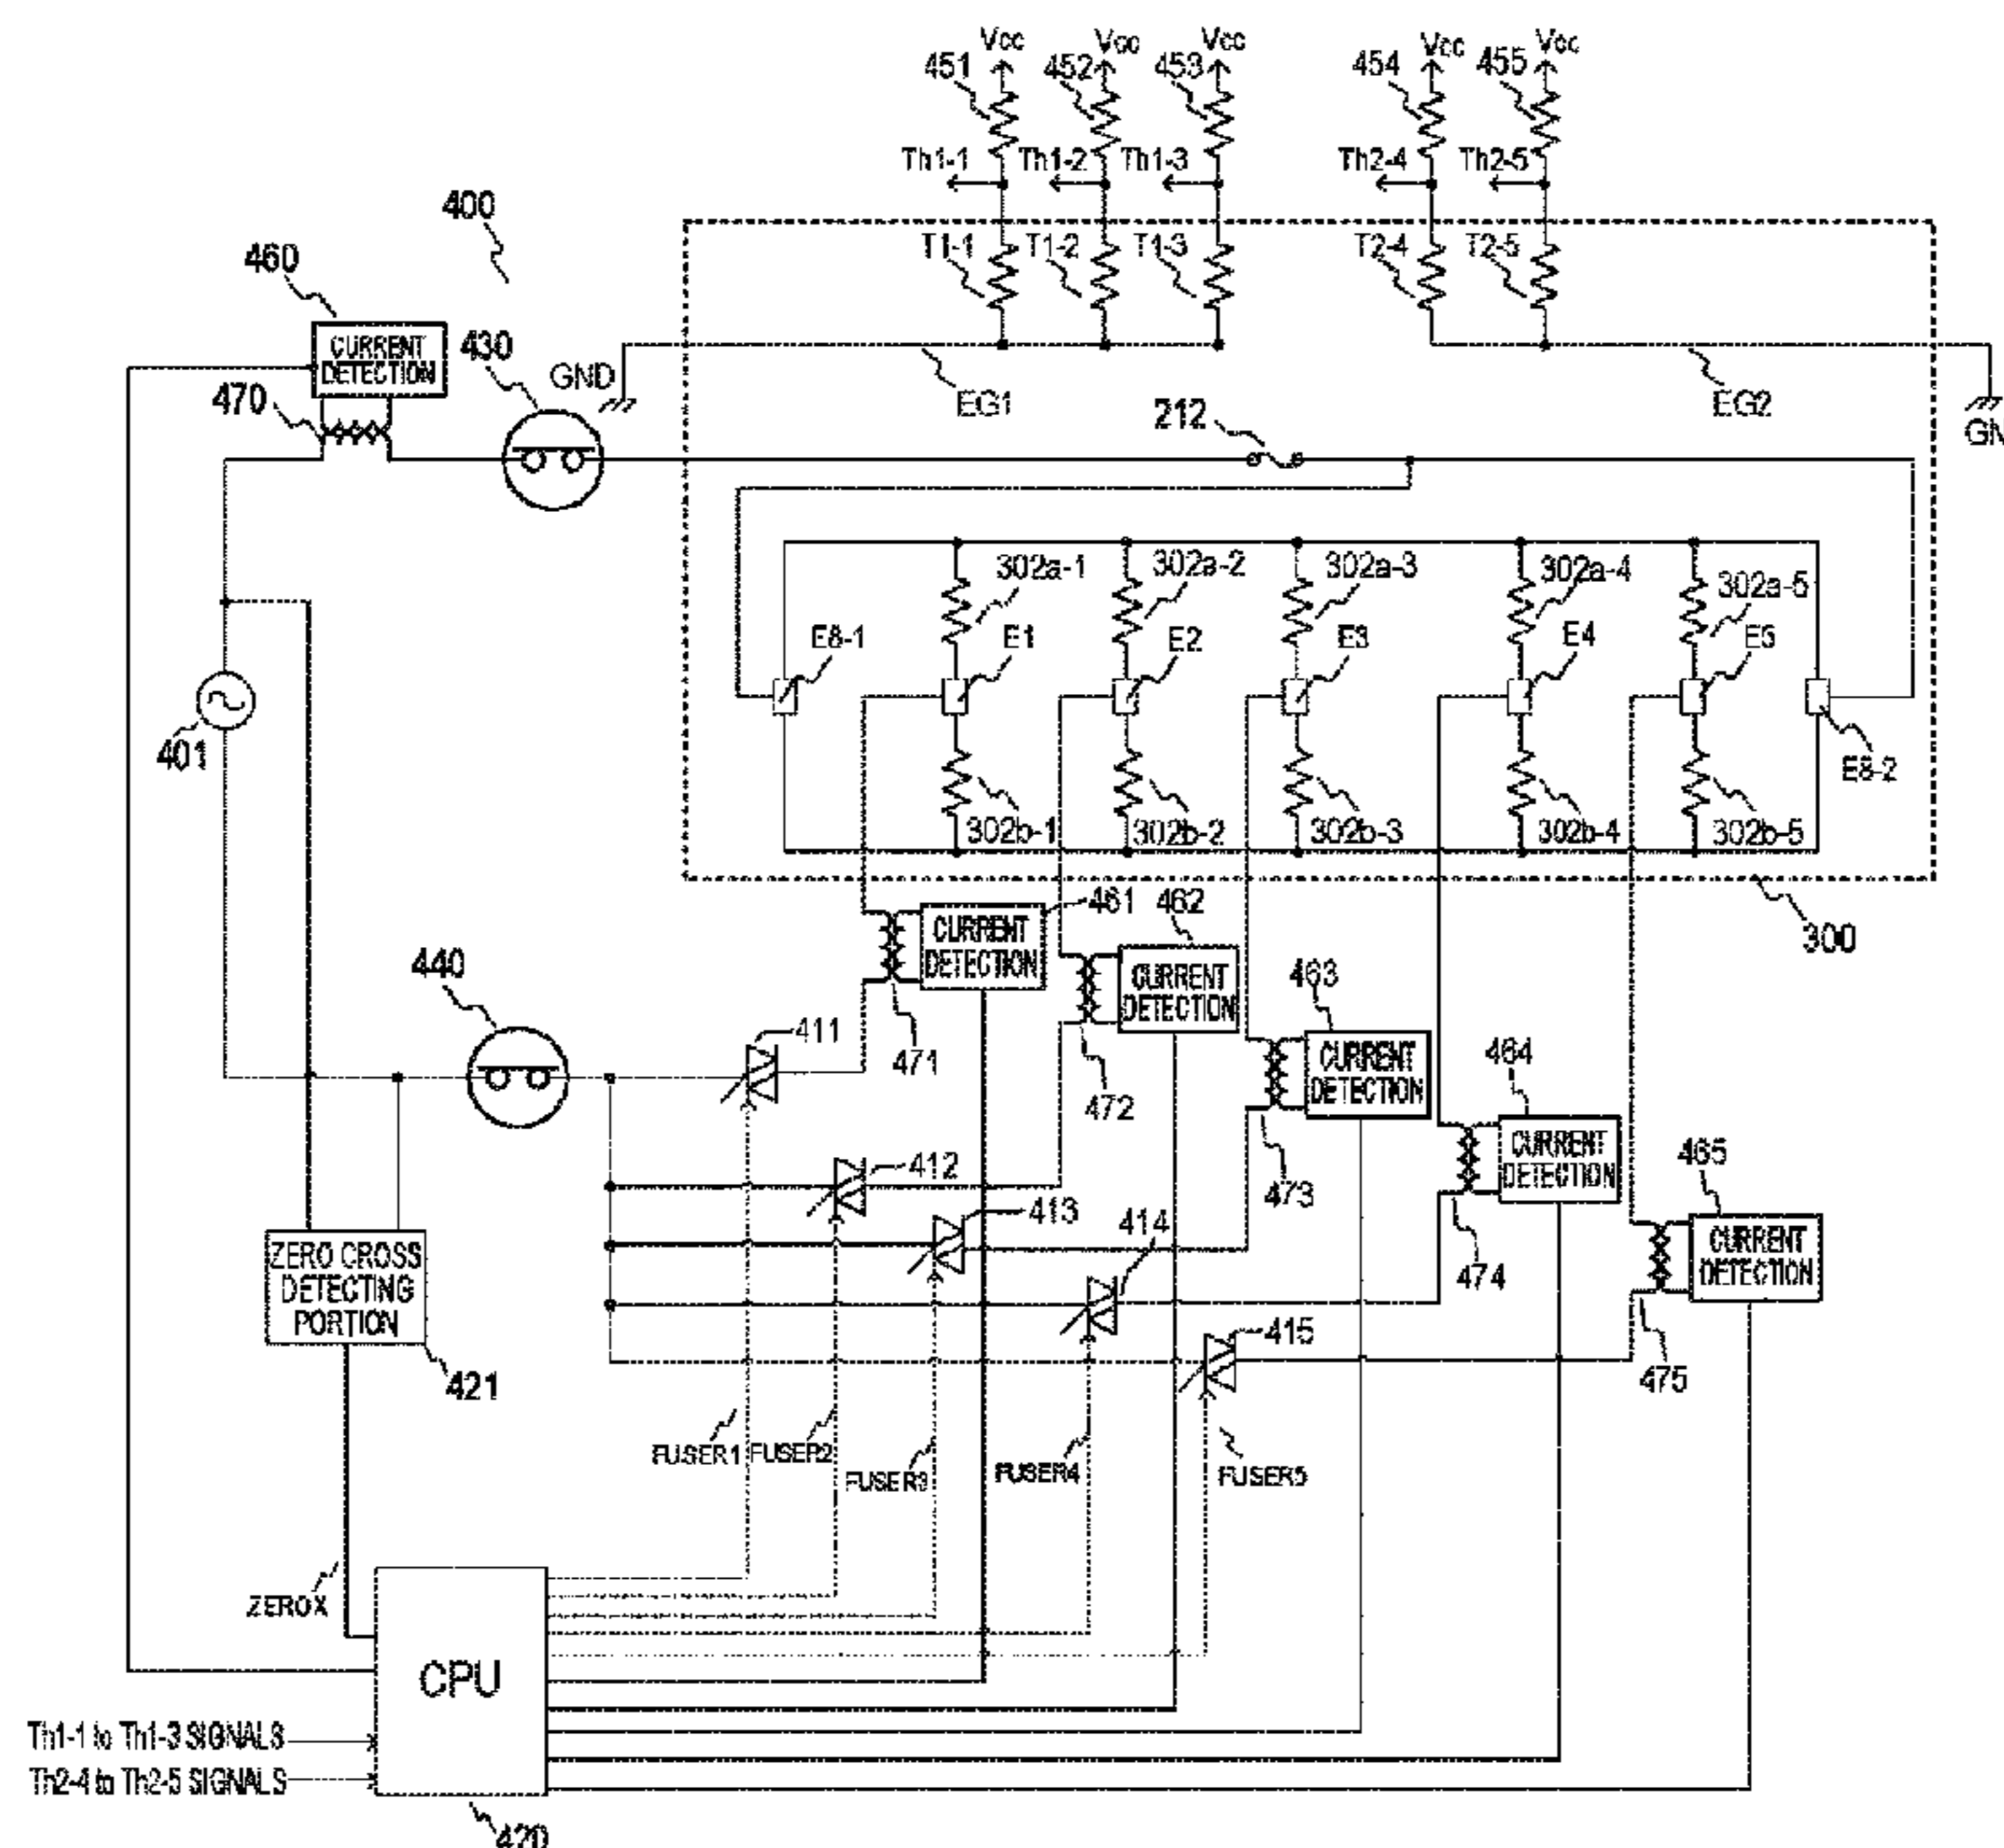 Vcc Vcc Vcc Vcc Vcc
451 452 453 454 455
Th1-1 Th1-2 Th1-3 Th2-4 Th2-5
400
T1-1 T1-2 T1-3 T2-4 T2-5
460
CURRENT
DETECTION
430
GND
470
EG1
EG2
212
GN
302a-1 302a-2 302a-3 302a-4 302a-5
E8-1 E1 E2 E3 E4 E5
401
E8-2
302b-1 302b-2 302b-3 302b-4 302b-5
461
CURRENT
DETECTION
462
CURRENT
DETECTION
300
440
463
CURRENT
DETECTION
411
471
464
CURRENT
DETECTION
472
465
CURRENT
DETECTION
412
473
413
414
474
ZERO CROSS
DETECTING
PORTION
415
475
421
FUSER1 FUSER2
FUSER3 FUSER4 FUSER5
ZEROX
CPU
Th1-1 to Th1-3 SIGNALS
Th2-4 to Th2-5 SIGNALS
420